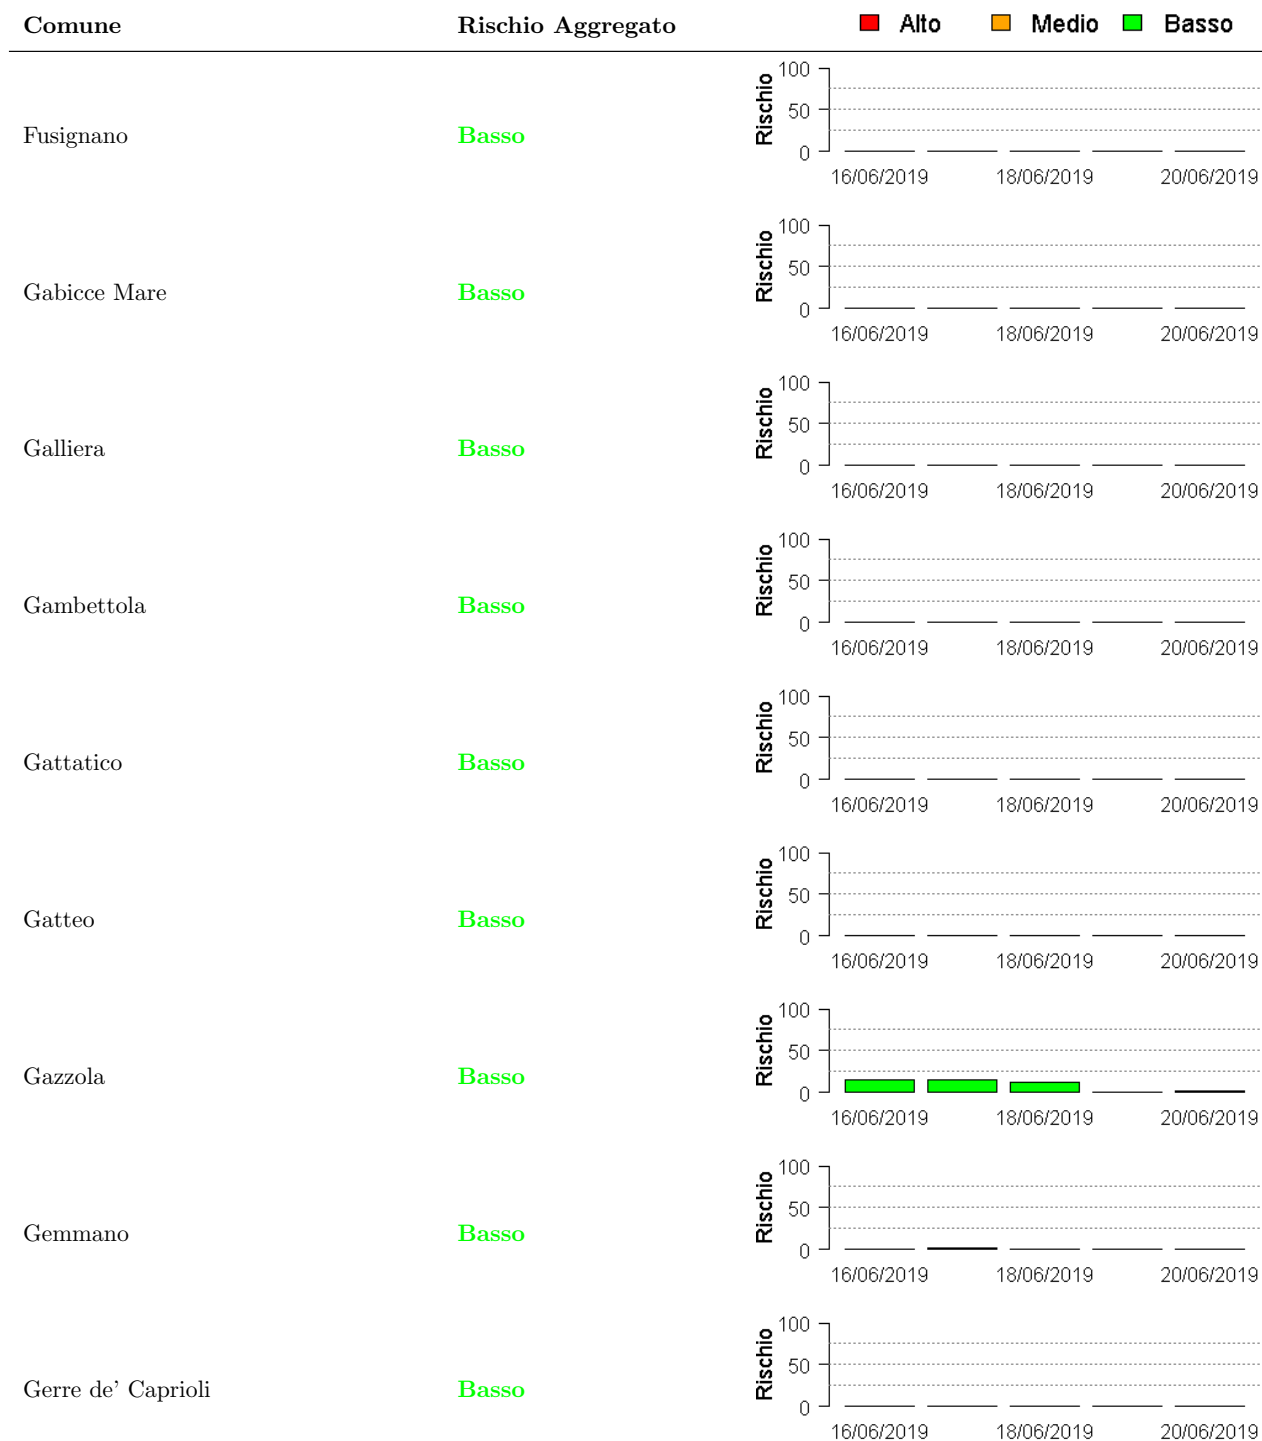 Comune Rischio Aggregato Alto Medio Basso
Fusignano Basso
Rischio
100
50
0
16/06/2019 18/06/2019 20/06/2019
Gabicce Mare Basso
Rischio
100
50
0
16/06/2019 18/06/2019 20/06/2019
Galliera Basso
Rischio
100
50
0
16/06/2019 18/06/2019 20/06/2019
Gambettola Basso
Rischio
100
50
0
16/06/2019 18/06/2019 20/06/2019
Gattatico Basso
Rischio
100
50
0
16/06/2019 18/06/2019 20/06/2019
Gatteo Basso
Rischio
100
50
0
16/06/2019 18/06/2019 20/06/2019
Gazzola Basso
Rischio
100
50
0
16/06/2019 18/06/2019 20/06/2019
Gemmano Basso
Rischio
100
50
0
16/06/2019 18/06/2019 20/06/2019
Gerre de' Caprioli Basso
Rischio
100
50
0
16/06/2019 18/06/2019 20/06/2019